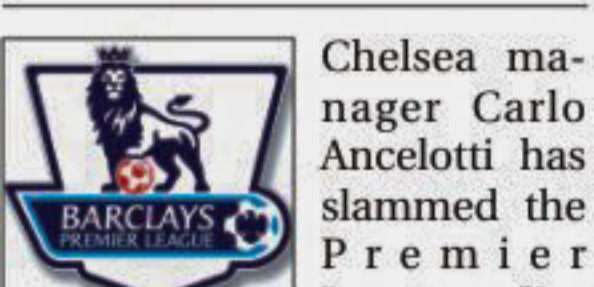 BARCLAYS
PREMIER LEAGUE
Chelsea ma-
nager Carlo
Ancelotti has
slammed the
Premier